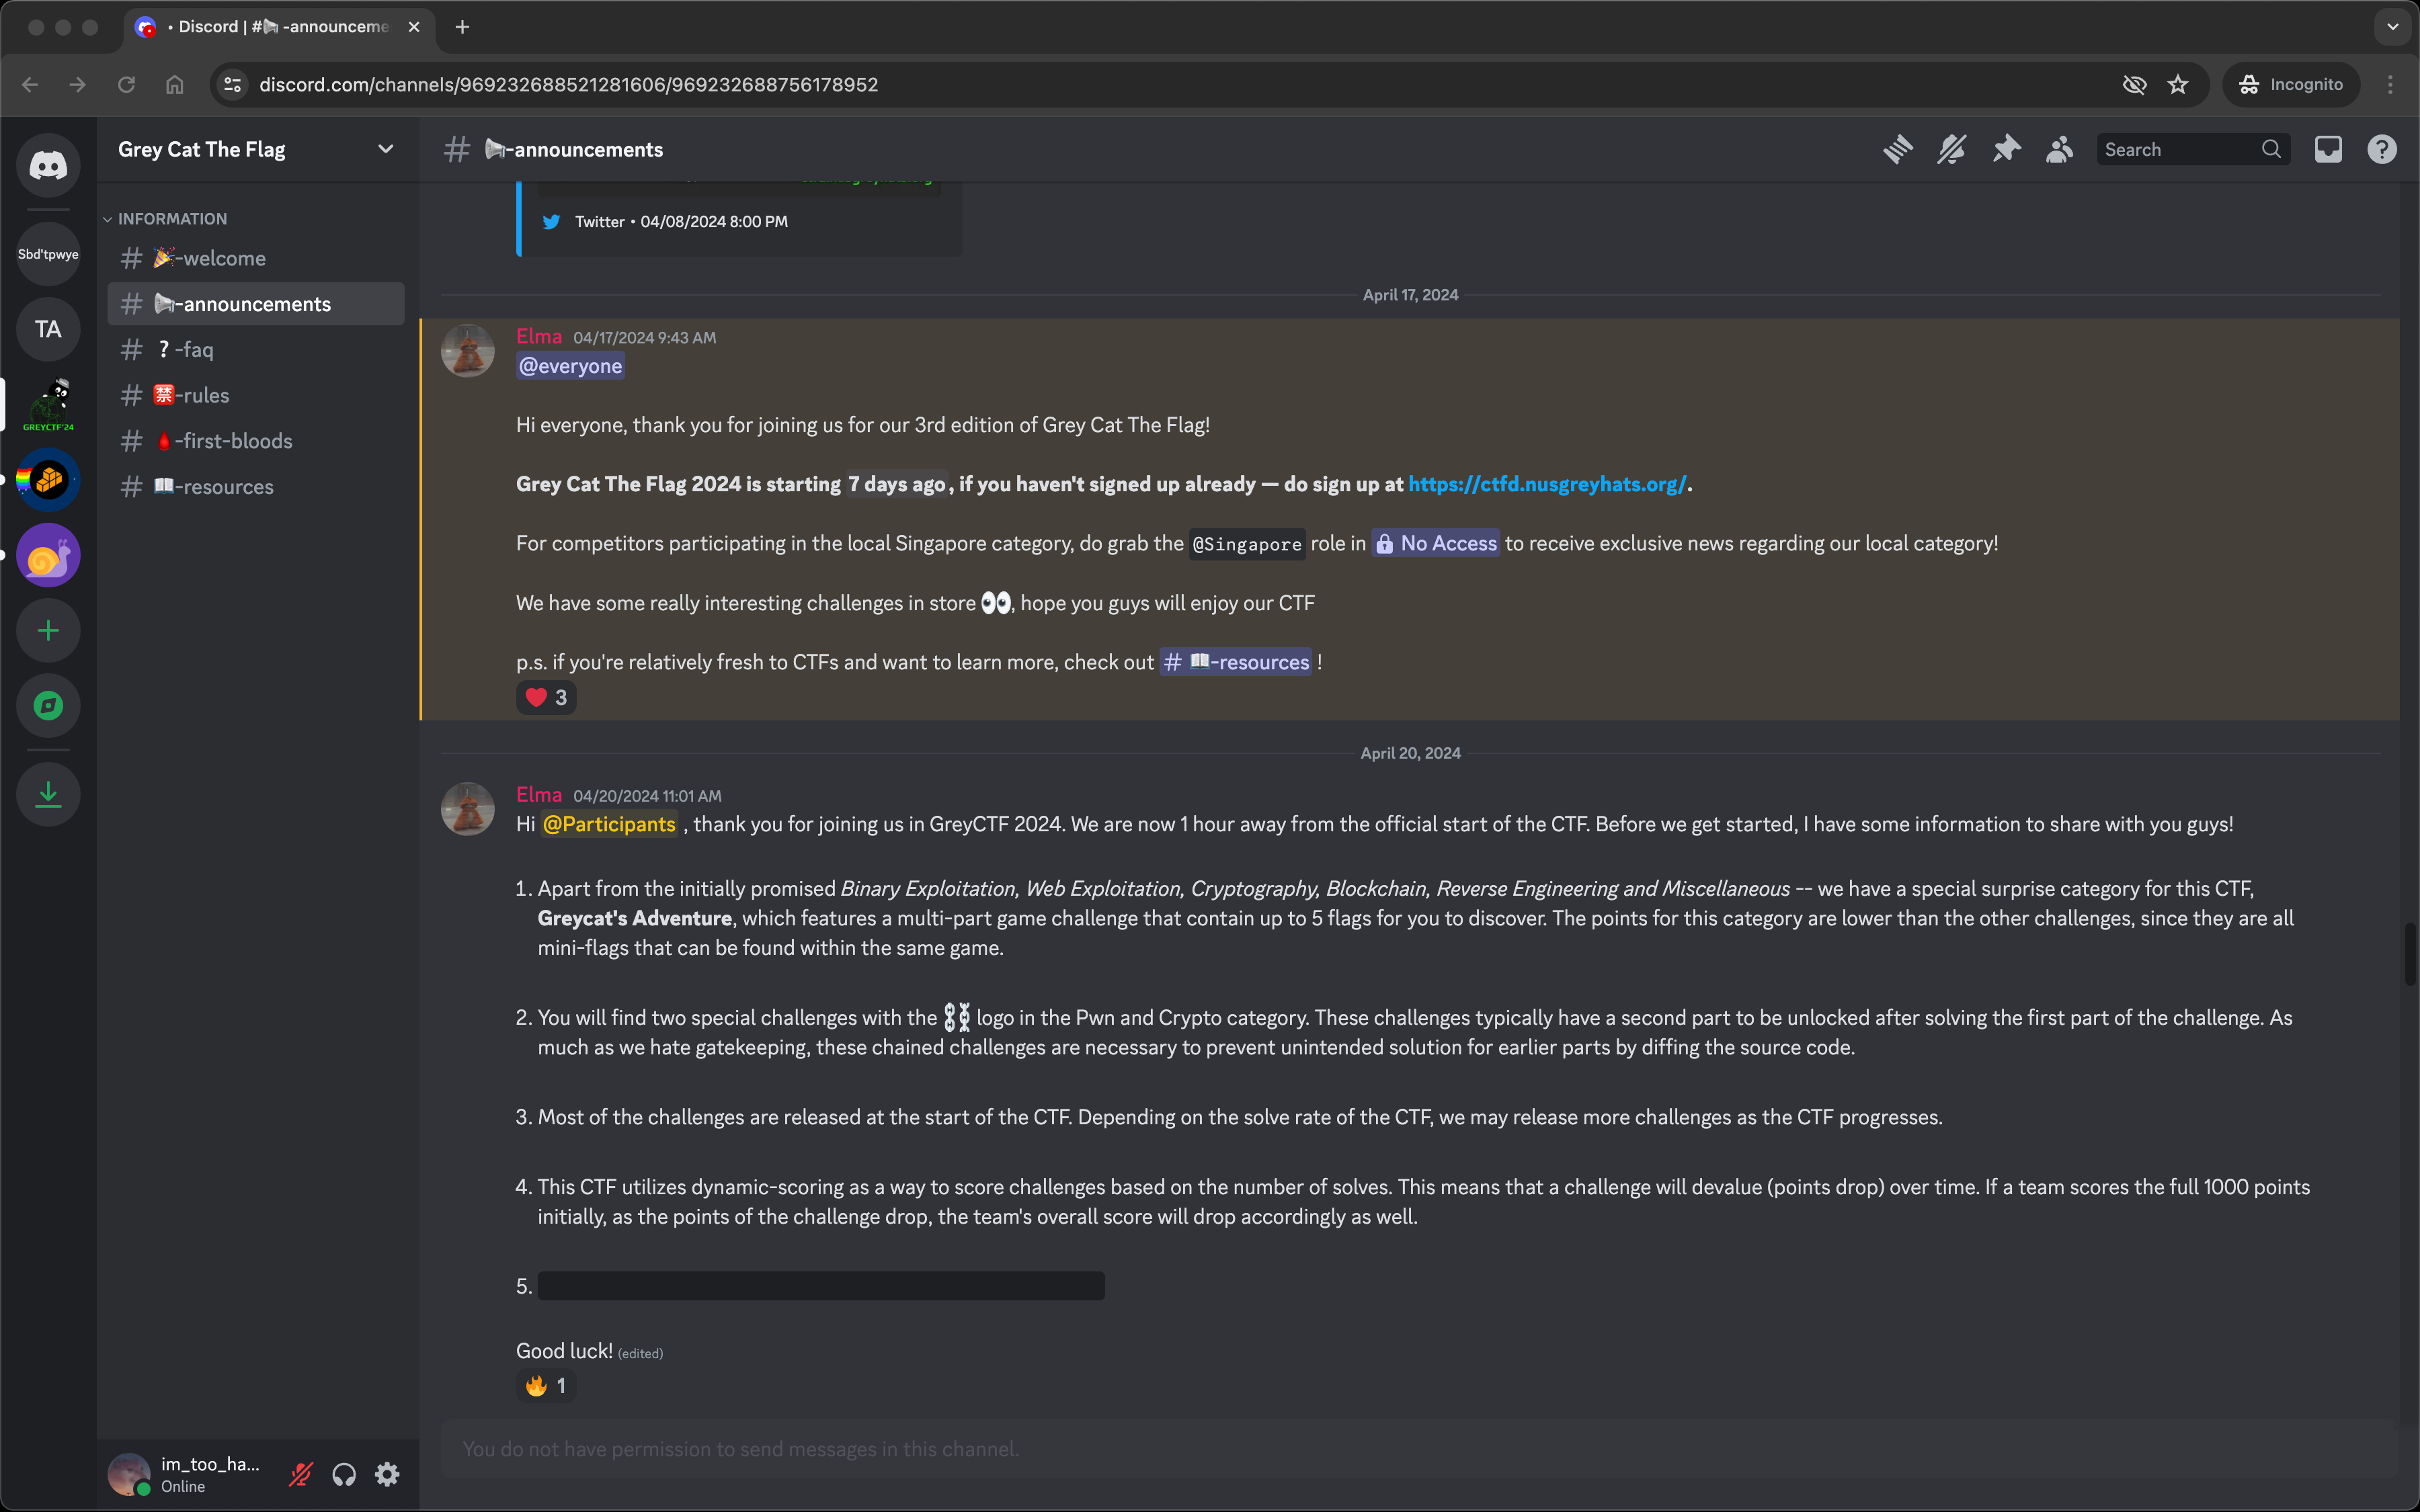 • Discord | #📢-announceme
discord.com/channels/969232688521281606/969232688756178952
Incognito
Grey Cat The Flag
📢-announcements
Search
INFORMATION
🎉-welcome
📢-announcements
❓-faq
🈲-rules
🩸-first-bloods
📖-resources
Sbd'tpwye
TA
GREYCTF'24
Twitter • 04/08/2024 8:00 PM
April 17, 2024
Elma 04/17/2024 9:43 AM
@everyone
Hi everyone, thank you for joining us for our 3rd edition of Grey Cat The Flag!
Grey Cat The Flag 2024 is starting 7 days ago, if you haven't signed up already — do sign up at https://ctfd.nusgreyhats.org/.
For competitors participating in the local Singapore category, do grab the @Singapore role in No Access to receive exclusive news regarding our local category!
We have some really interesting challenges in store 👀, hope you guys will enjoy our CTF
p.s. if you're relatively fresh to CTFs and want to learn more, check out # 📖-resources !
❤️ 3
April 20, 2024
Elma 04/20/2024 11:01 AM
Hi @Participants , thank you for joining us in GreyCTF 2024. We are now 1 hour away from the official start of the CTF. Before we get started, I have some information to share with you guys!
1. Apart from the initially promised Binary Exploitation, Web Exploitation, Cryptography, Blockchain, Reverse Engineering and Miscellaneous -- we have a special surprise category for this CTF,
Greycat's Adventure, which features a multi-part game challenge that contain up to 5 flags for you to discover. The points for this category are lower than the other challenges, since they are all
mini-flags that can be found within the same game.
2. You will find two special challenges with the ⛓️ logo in the Pwn and Crypto category. These challenges typically have a second part to be unlocked after solving the first part of the challenge. As
much as we hate gatekeeping, these chained challenges are necessary to prevent unintended solution for earlier parts by diffing the source code.
3. Most of the challenges are released at the start of the CTF. Depending on the solve rate of the CTF, we may release more challenges as the CTF progresses.
4. This CTF utilizes dynamic-scoring as a way to score challenges based on the number of solves. This means that a challenge will devalue (points drop) over time. If a team scores the full 1000 points
initially, as the points of the challenge drop, the team's overall score will drop accordingly as well.
5.
Good luck! (edited)
🔥 1
You do not have permission to send messages in this channel.
im_too_ha...
Online